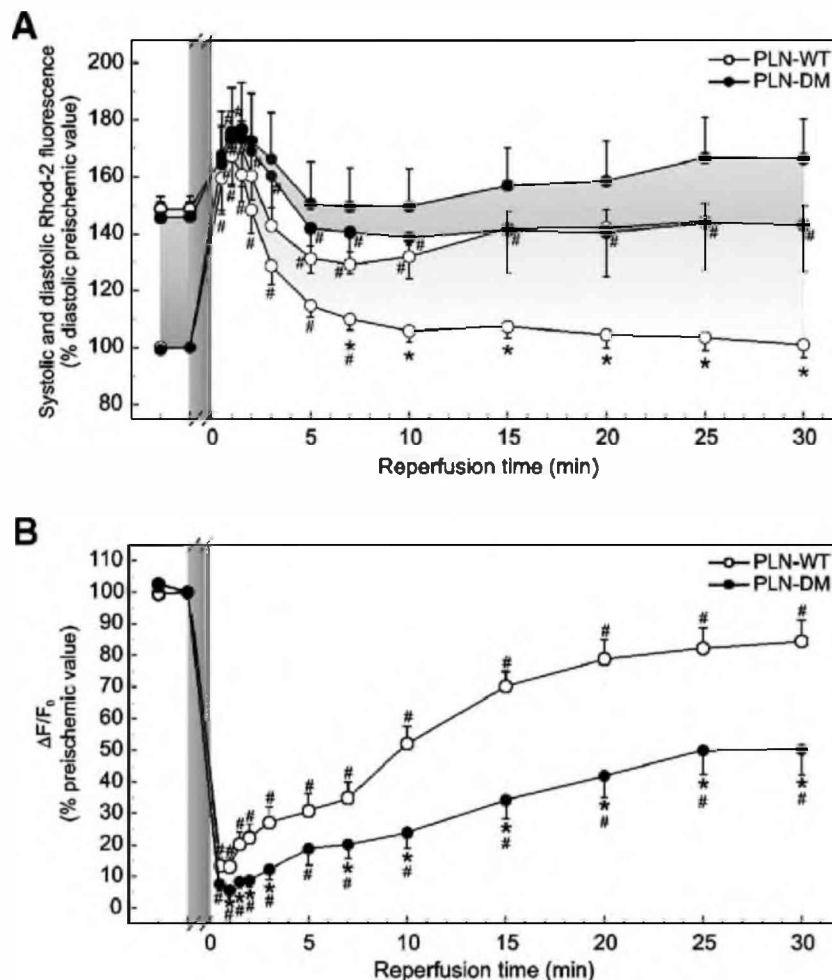 A
Systolic and diastolic Rhod-2 fluorescence
(% diastolic preischemic value)
200
180
160
140
120
100
80
PLN-WT
PLN-DM
# # # # # # # # # # # # # # # #
# * * * * * *
0 5 10 15 20 25 30
Reperfusion time (min)
B
ΔF/F₀
(% preischemic value)
110
100
90
80
70
60
50
40
30
20
10
0
PLN-WT
PLN-DM
# # # # # # # # # # # #
# * * * * # * * * * * *
# # # # # # # # # #
0 5 10 15 20 25 30
Reperfusion time (min)